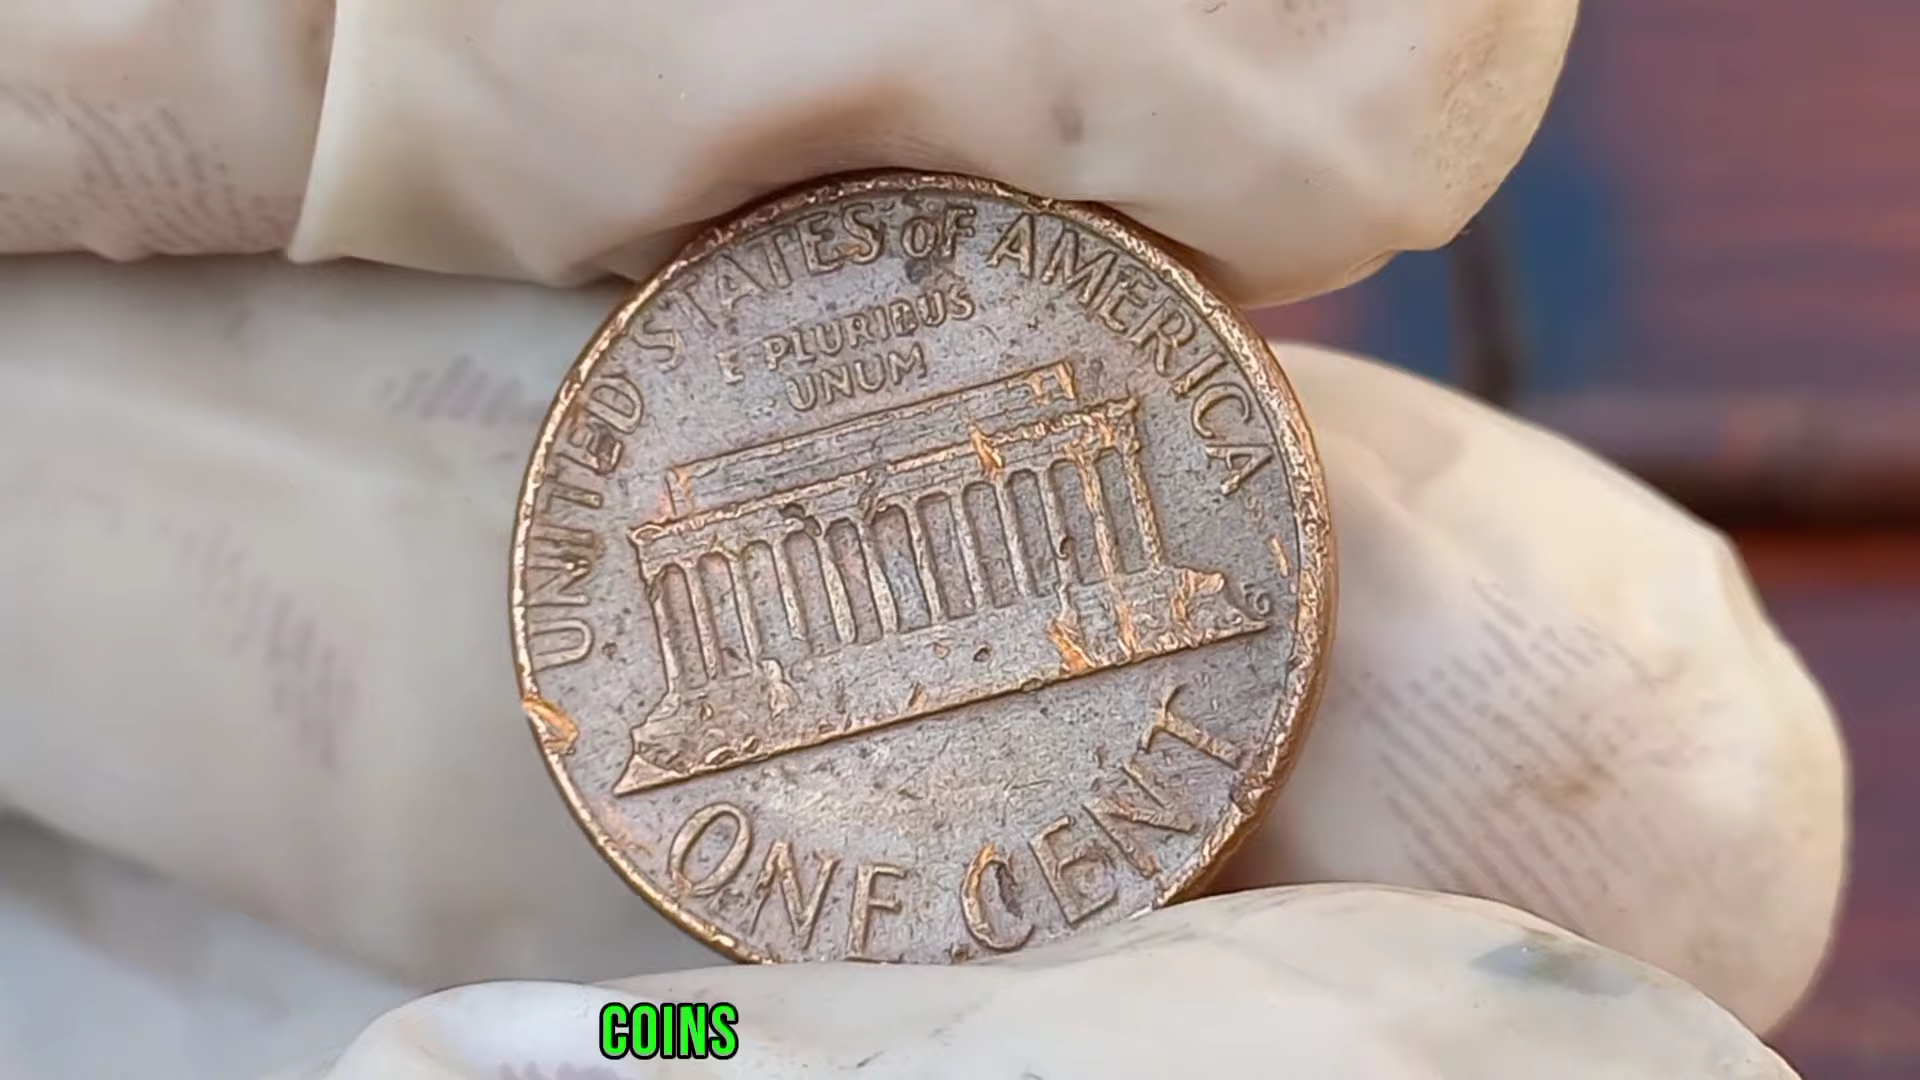 UNITED STATES OF AMERICA
E PLURIBUS
UNUM
ONE CENT
COINS